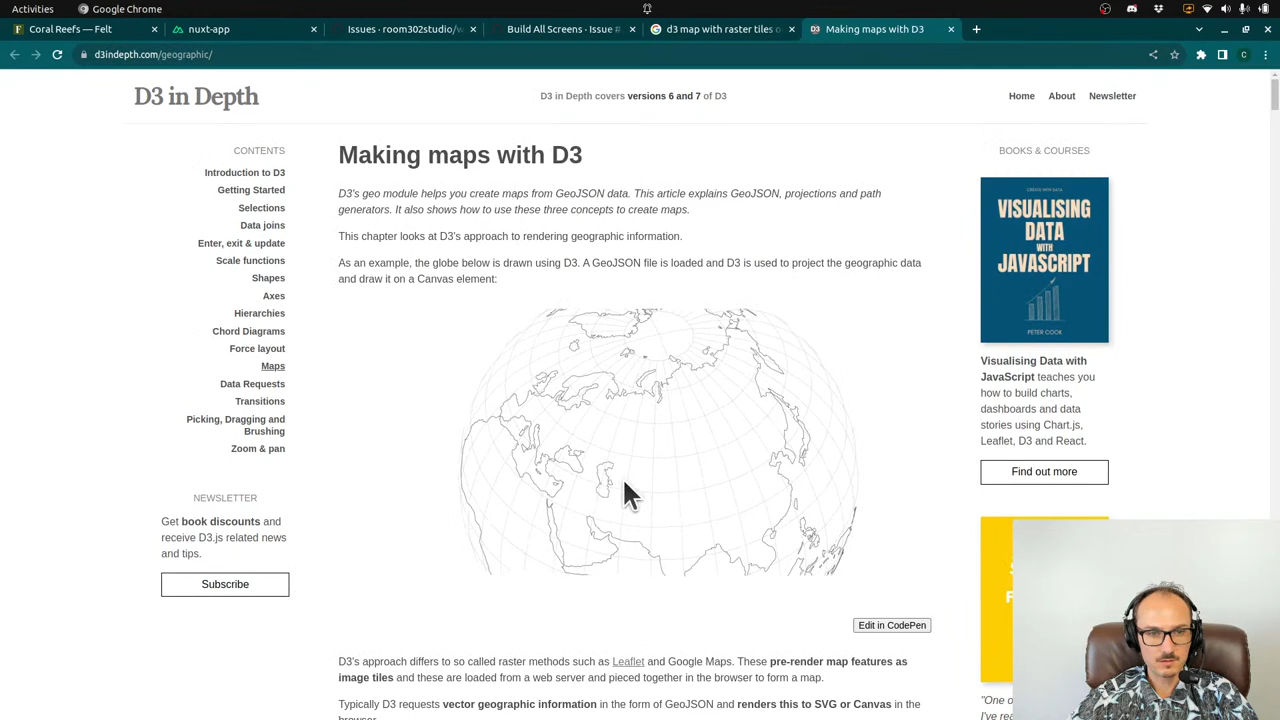 Activities
Google Chrome
Coral Reefs — Felt
nuxt-app
Issues · room302studio/w
Build All Screens · Issue #
d3 map with raster tiles o
Making maps with D3
d3indepth.com/geographic/
C
D3 in Depth
D3 in Depth covers versions 6 and 7 of D3
Home
About
Newsletter
CONTENTS
Introduction to D3
Getting Started
Selections
Data joins
Enter, exit & update
Scale functions
Shapes
Axes
Hierarchies
Chord Diagrams
Force layout
Maps
Data Requests
Transitions
Picking, Dragging and
Brushing
Zoom & pan
NEWSLETTER
Get book discounts and
receive D3.js related news
and tips.
Subscribe
Making maps with D3
D3's geo module helps you create maps from GeoJSON data. This article explains GeoJSON, projections and path
generators. It also shows how to use these three concepts to create maps.
This chapter looks at D3's approach to rendering geographic information.
As an example, the globe below is drawn using D3. A GeoJSON file is loaded and D3 is used to project the geographic data
and draw it on a Canvas element:
Edit in CodePen
D3's approach differs to so called raster methods such as Leaflet and Google Maps. These pre-render map features as
image tiles and these are loaded from a web server and pieced together in the browser to form a map.
Typically D3 requests vector geographic information in the form of GeoJSON and renders this to SVG or Canvas in the
browser.
BOOKS & COURSES
CREATE WITH DATA
VISUALISING
DATA
WITH
JAVASCRIPT
PETER COOK
Visualising Data with
JavaScript teaches you
how to build charts,
dashboards and data
stories using Chart.js,
Leaflet, D3 and React.
Find out more
"One o
I've rea